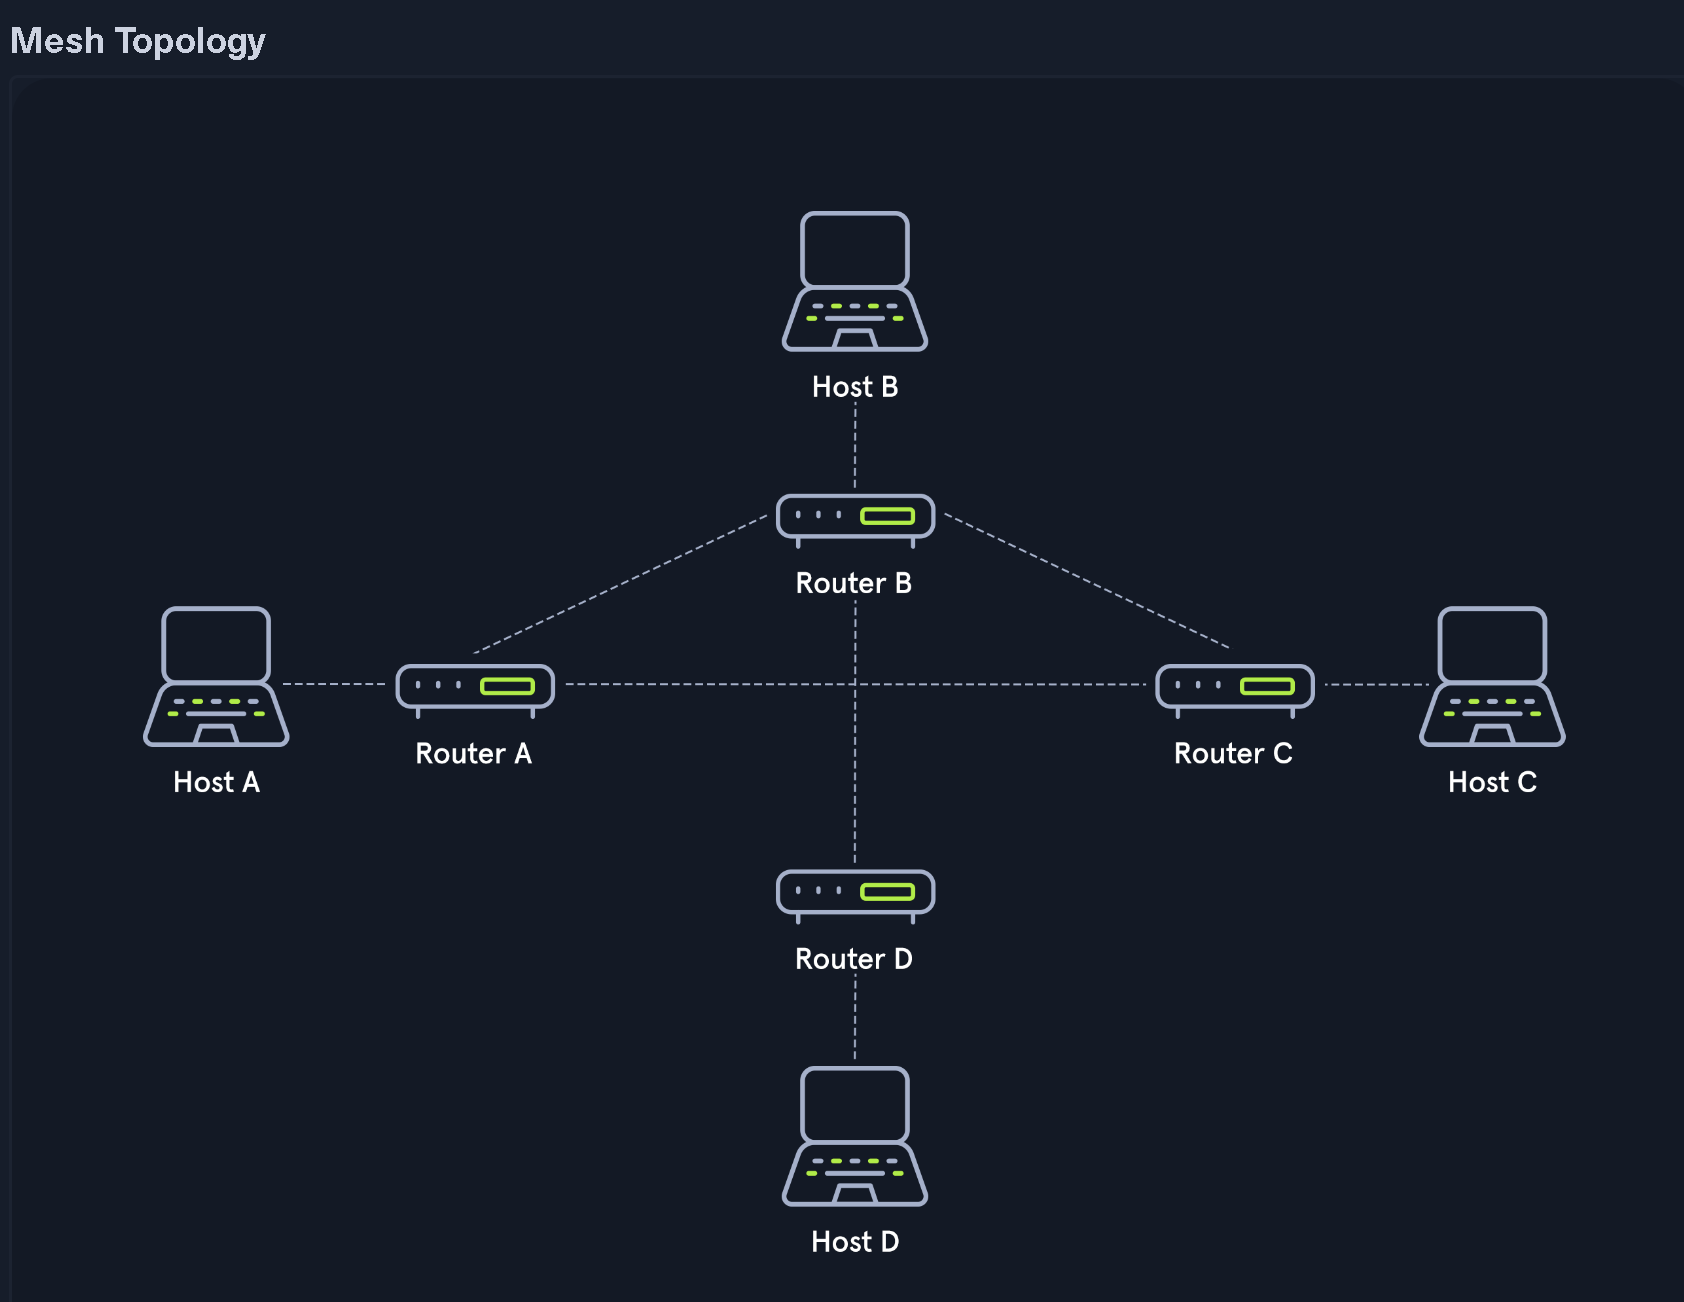 Mesh Topology
Host B
Router B
Host A
Router A
Router C
Host C
Router D
Host D